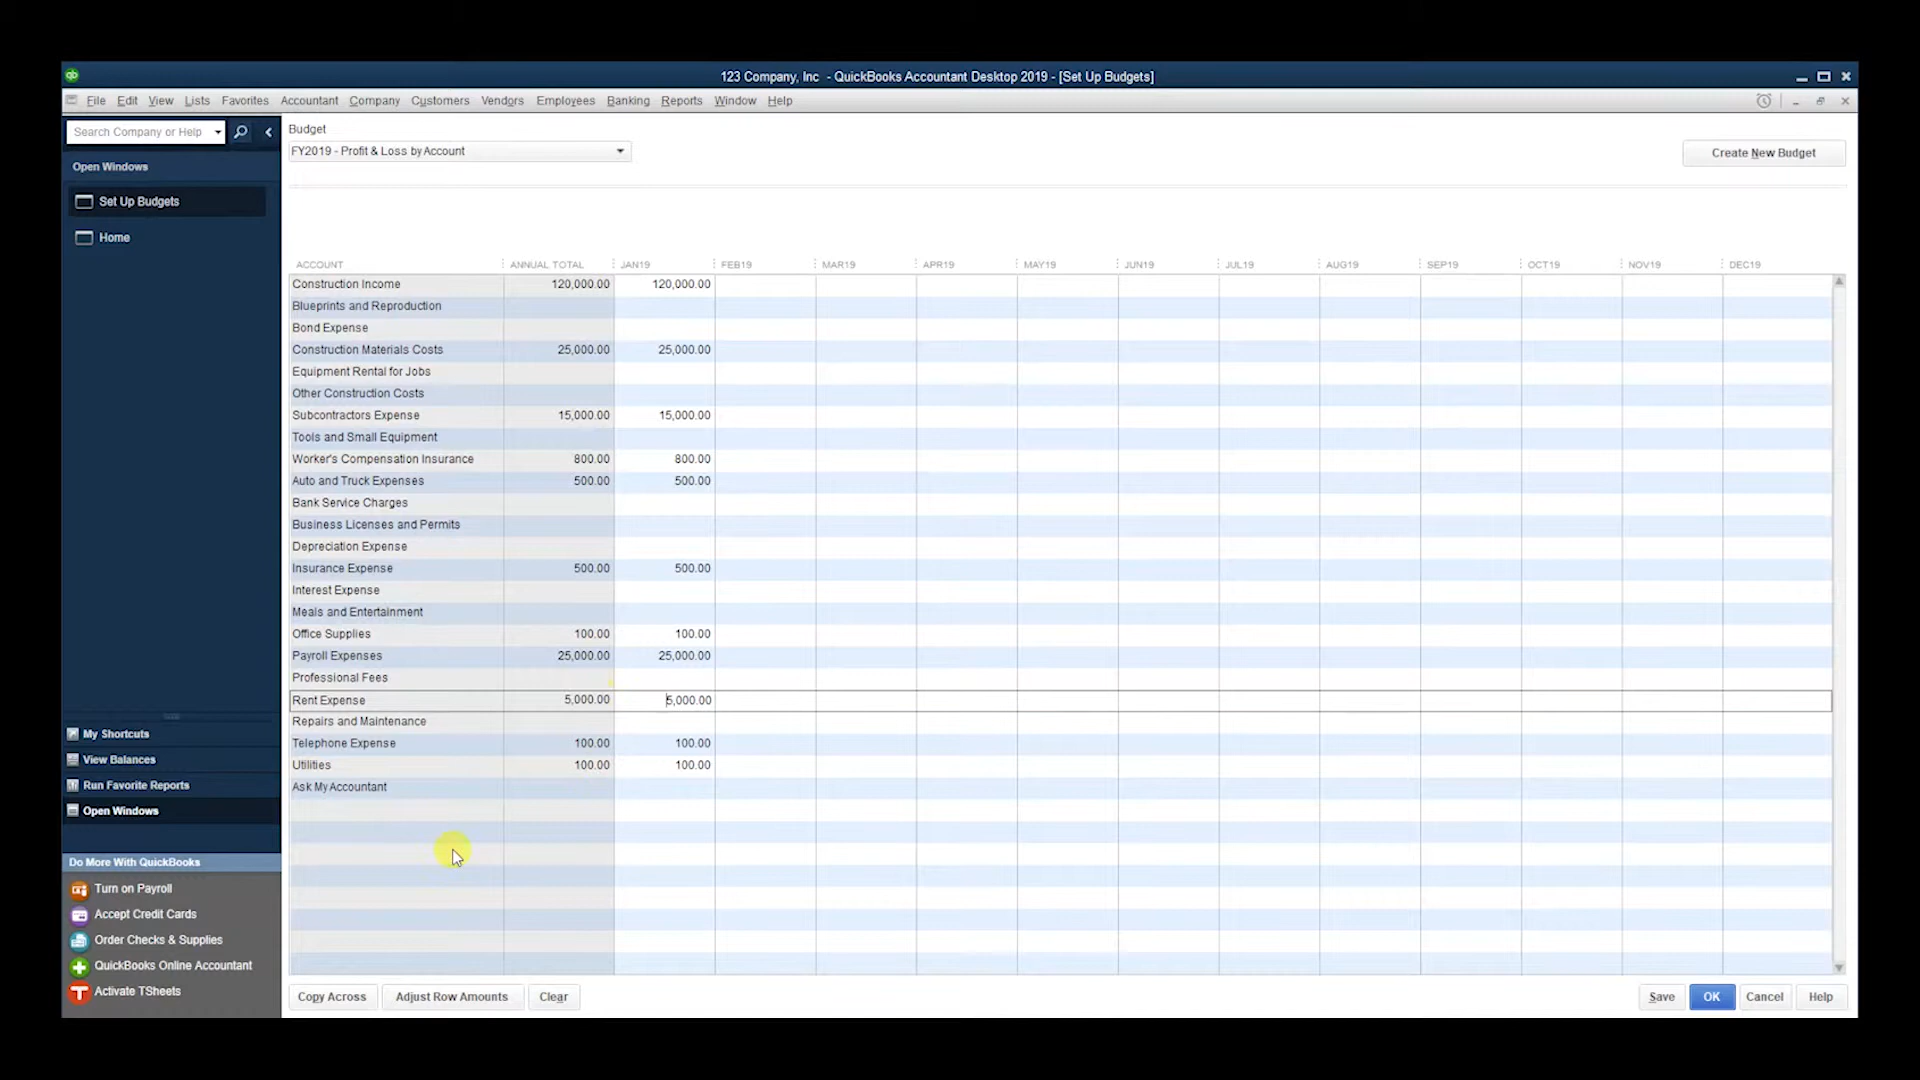 123 Company, Inc - QuickBooks Accountant Desktop 2019 - [Set Up Budgets]
File Edit View Lists Favorites Accountant Company Customers Vendors Employees Banking Reports Window Help
Search Company or Help
Open Windows
Set Up Budgets
Home
My Shortcuts
View Balances
Run Favorite Reports
Open Windows
Do More With QuickBooks
Turn on Payroll
Accept Credit Cards
Order Checks & Supplies
QuickBooks Online Accountant
Activate TSheets
Budget
FY2019 - Profit & Loss by Account
Create New Budget
ACCOUNT ANNUAL TOTAL JAN19 FEB19 MAR19 APR19 MAY19 JUN19 JUL19 AUG19 SEP19 OCT19 NOV19 DEC19
Construction Income 120,000.00 120,000.00
Blueprints and Reproduction
Bond Expense
Construction Materials Costs 25,000.00 25,000.00
Equipment Rental for Jobs
Other Construction Costs
Subcontractors Expense 15,000.00 15,000.00
Tools and Small Equipment
Worker's Compensation Insurance 800.00 800.00
Auto and Truck Expenses 500.00 500.00
Bank Service Charges
Business Licenses and Permits
Depreciation Expense
Insurance Expense 500.00 500.00
Interest Expense
Meals and Entertainment
Office Supplies 100.00 100.00
Payroll Expenses 25,000.00 25,000.00
Professional Fees
Rent Expense 5,000.00 5,000.00
Repairs and Maintenance
Telephone Expense 100.00 100.00
Utilities 100.00 100.00
Ask My Accountant
Copy Across Adjust Row Amounts Clear Save OK Cancel Help